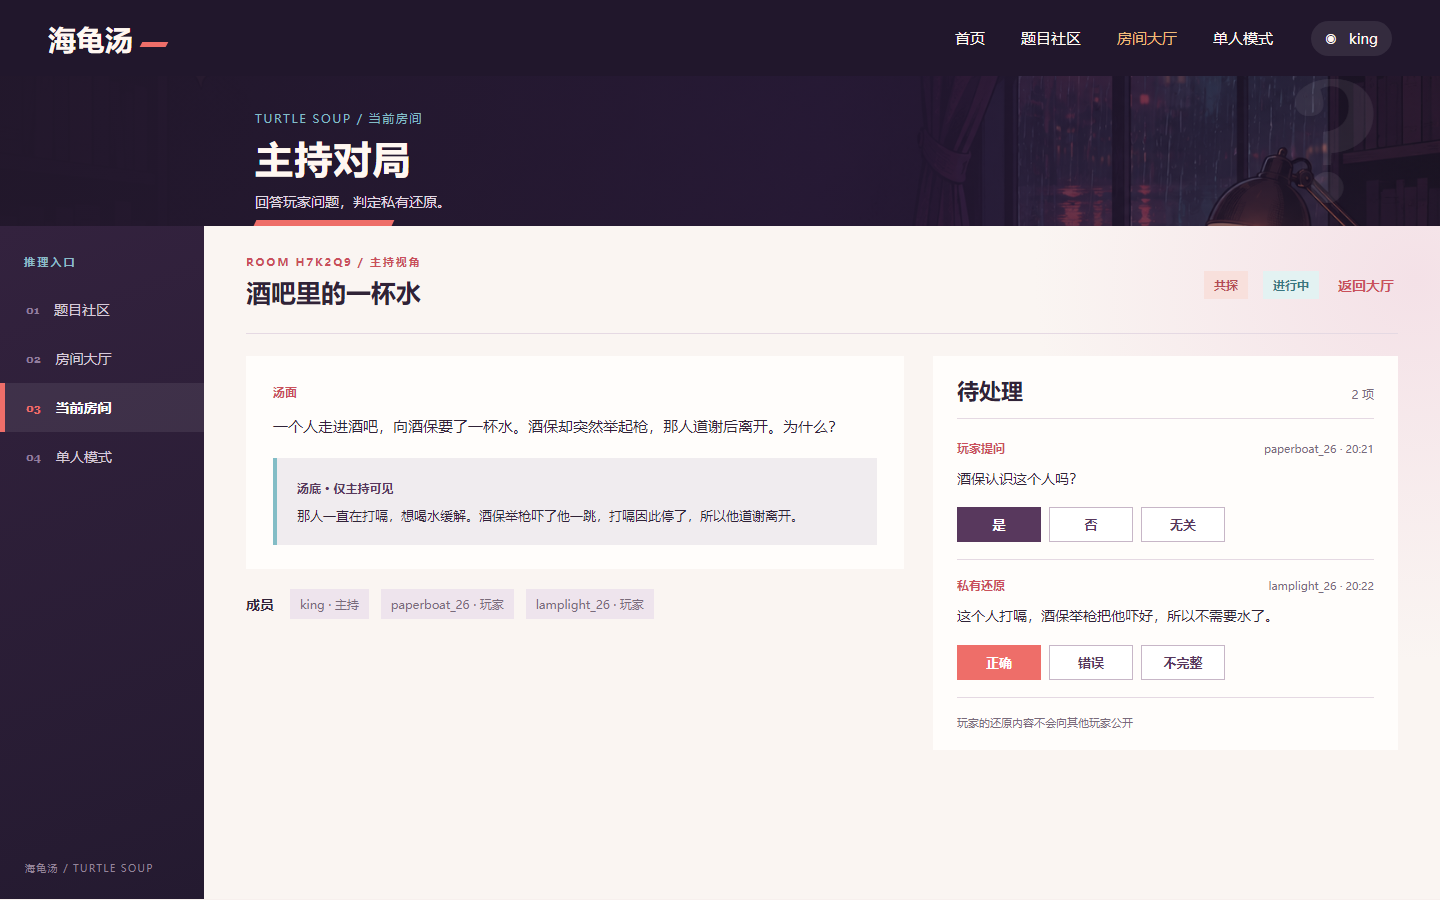 海龟汤
首页 题目社区 房间大厅 单人模式 king
TURTLE SOUP / 当前房间
主持对局
回答玩家问题，判定私有还原。
?
推理入口
01 题目社区
02 房间大厅
03 当前房间
04 单人模式
海龟汤 / TURTLE SOUP
ROOM H7K2Q9 / 主持视角
酒吧里的一杯水
共探 进行中 返回大厅
汤面
一个人走进酒吧，向酒保要了一杯水。酒保却突然举起枪，那人道谢后离开。为什么？
汤底 · 仅主持可见
那人一直在打嗝，想喝水缓解。酒保举枪吓了他一跳，打嗝因此停了，所以他道谢离开。
成员 king · 主持 paperboat_26 · 玩家 lamplight_26 · 玩家
待处理 2 项
玩家提问 paperboat_26 · 20:21
酒保认识这个人吗？
是 否 无关
私有还原 lamplight_26 · 20:22
这个人打嗝，酒保举枪把他吓好，所以不需要水了。
正确 错误 不完整
玩家的还原内容不会向其他玩家公开